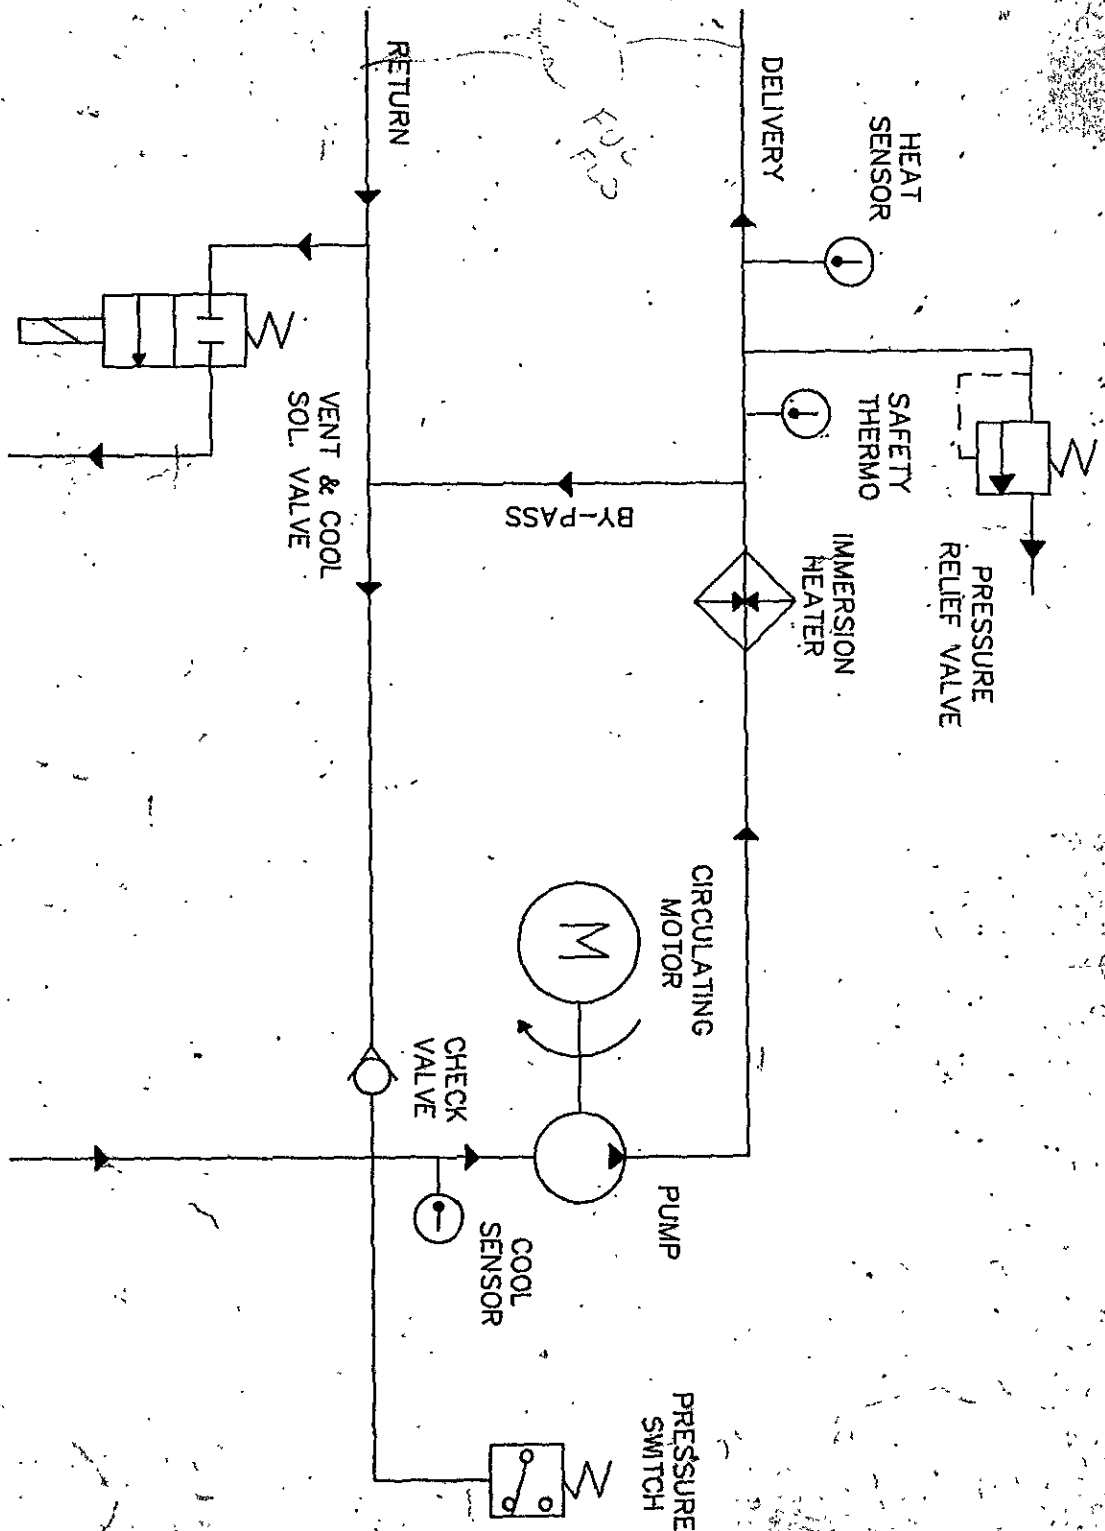 RETURN
DELIVERY
HEAT
SENSOR
SAFETY
THERMO
PRESSURE
RELIEF VALVE
IMMERSION
HEATER
BY-PASS
VENT & COOL
SOL. VALVE
CIRCULATING
MOTOR
M
CHECK
VALVE
PUMP
COOL
SENSOR
PRESSURE
SWITCH